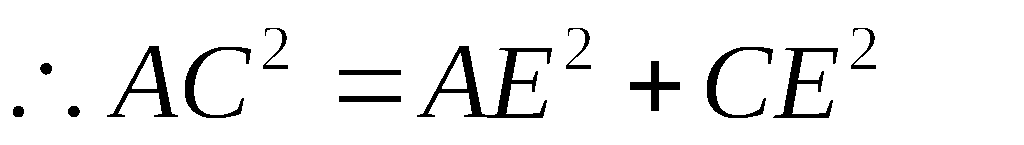 ∴ AC² = AE² + CE²